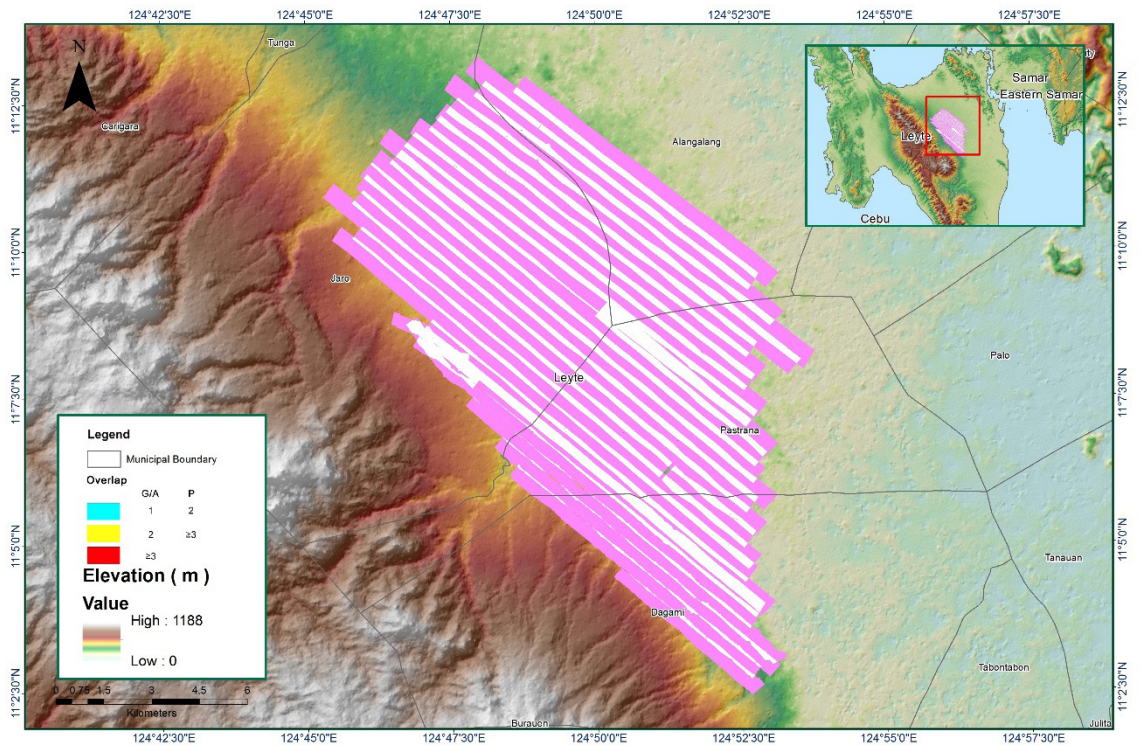 124°42'30"E 124°45'0"E 124°47'30"E 124°50'0"E 124°52'30"E 124°55'0"E 124°57'30"E
N
Tunga
Carigara
Alangalang
Samar
Eastern Samar
Leyte
Cebu
11°12'30"N
11°12'30"N
11°10'0"N
11°10'0"N
Jaro
Palo
Leyte
11°7'30"N
11°7'30"N
Pastrana
Legend
Municipal Boundary
Overlap
G/A P
1 2
2 ≥3
≥3
Elevation ( m )
Value
High : 1188
Low : 0
11°5'0"N
11°5'0"N
Tanauan
Dagami
Tabontabon
11°2'30"N
11°2'30"N
0 0.75 1.5 3 4.5 6
Kilometers
Burauen
Julita
124°42'30"E 124°45'0"E 124°47'30"E 124°50'0"E 124°52'30"E 124°55'0"E 124°57'30"E